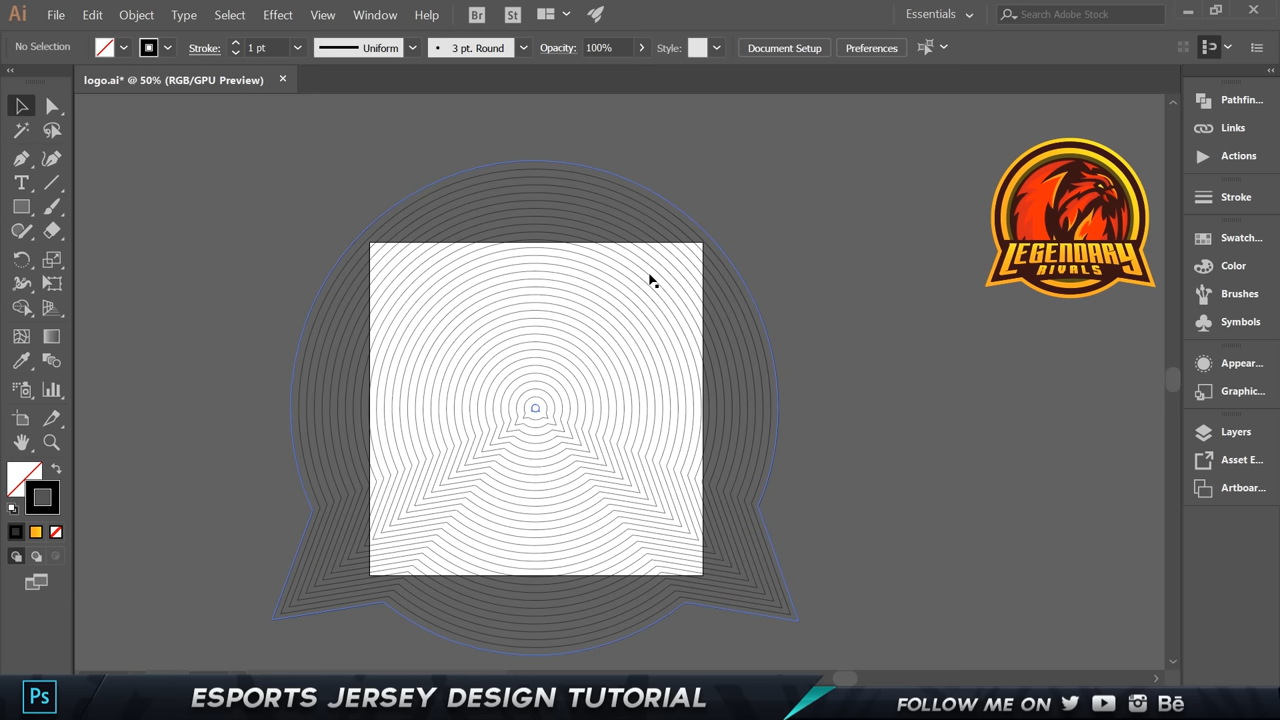 Ai File Edit Object Type Select Effect View Window Help Br St Essentials Search Adobe Stock
No Selection Stroke: 1 pt Uniform 3 pt. Round Opacity: 100% Style: Document Setup Preferences
logo.ai* @ 50% (RGB/GPU Preview)
Pathfin...
Links
Actions
Stroke
Swatch...
Color
Brushes
Symbols
Appear...
Graphic...
Layers
Asset E...
Artboar...
LEGENDARY
RIVALS
Ps ESPORTS JERSEY DESIGN TUTORIAL FOLLOW ME ON Bē